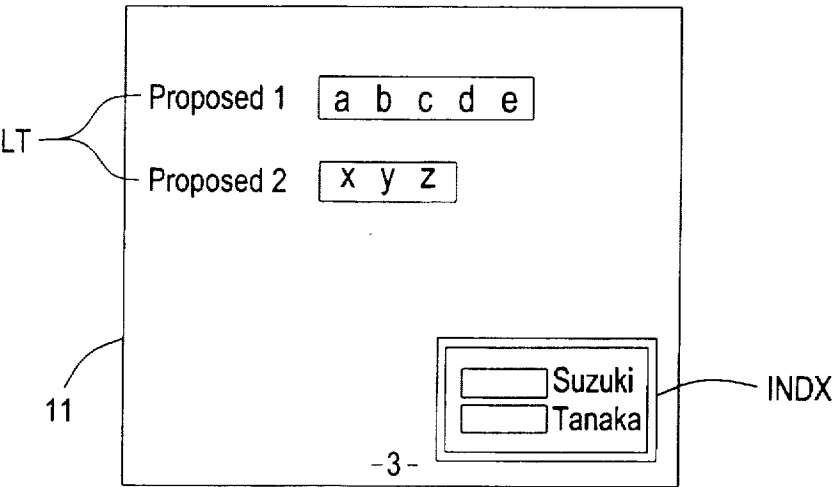 Proposed 1 a b c d e
LT
Proposed 2 x y z
Suzuki
INDX
Tanaka
11
-3-